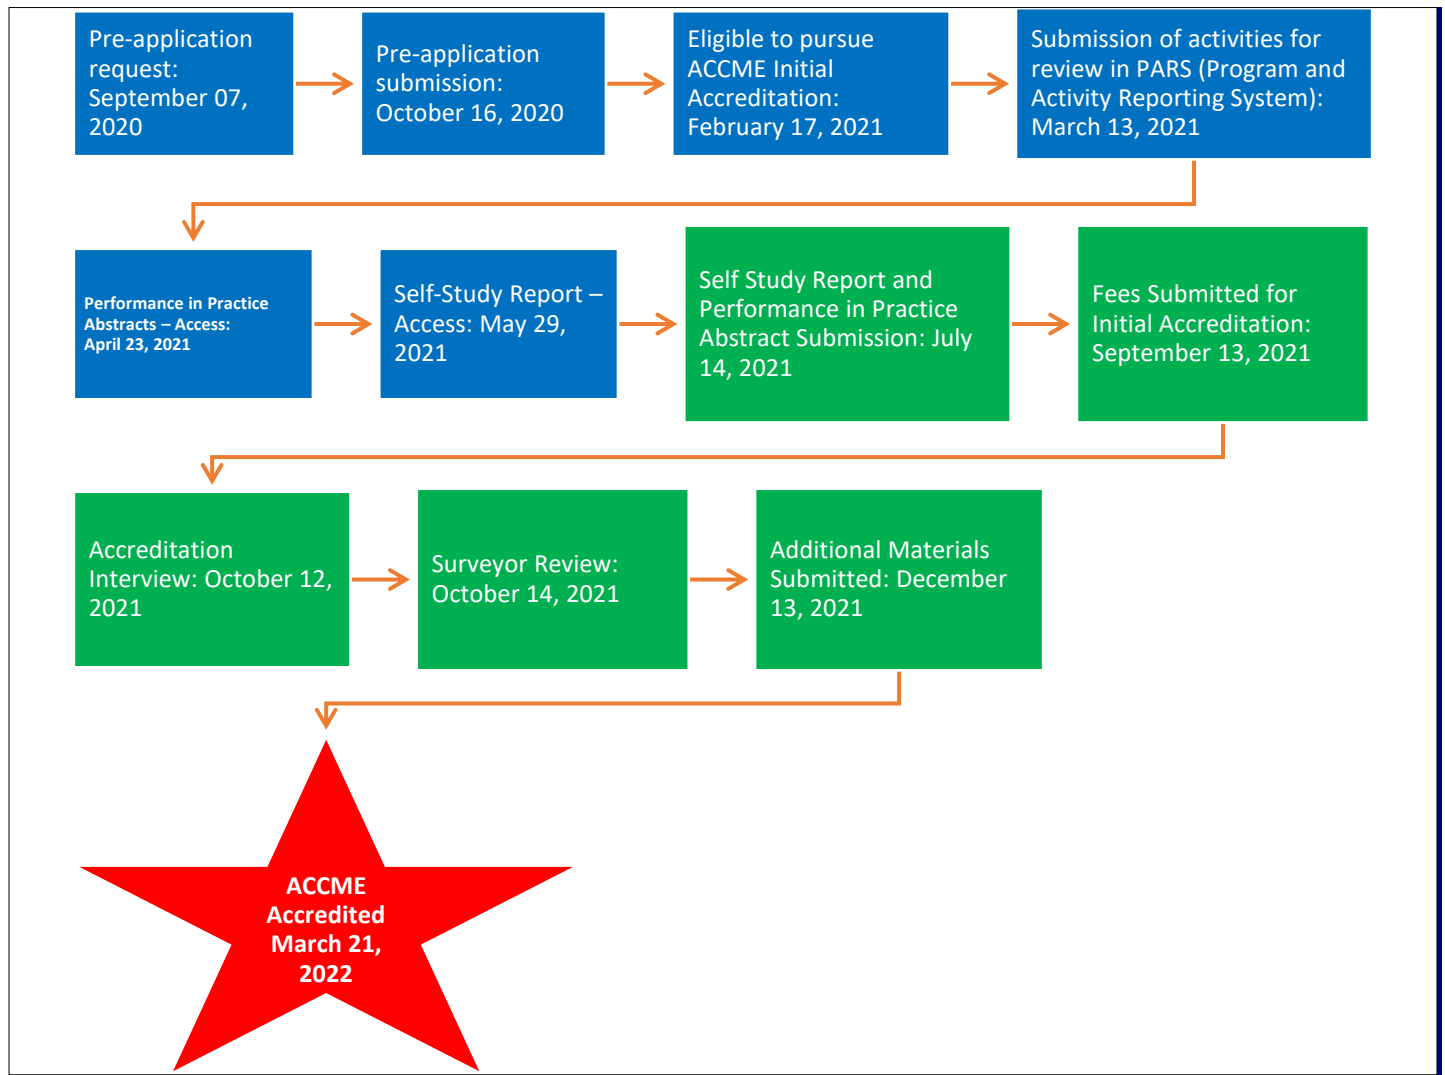 Pre-application
request:
September 07,
2020
Pre-application
submission:
October 16, 2020
Eligible to pursue
ACCME Initial
Accreditation:
February 17, 2021
Submission of activities for
review in PARS (Program and
Activity Reporting System):
March 13, 2021
Performance in Practice
Abstracts – Access:
April 23, 2021
Self-Study Report –
Access: May 29,
2021
Self Study Report and
Performance in Practice
Abstract Submission: July
14, 2021
Fees Submitted for
Initial Accreditation:
September 13, 2021
Accreditation
Interview: October 12,
2021
Surveyor Review:
October 14, 2021
Additional Materials
Submitted: December
13, 2021
ACCME
Accredited
March 21,
2022